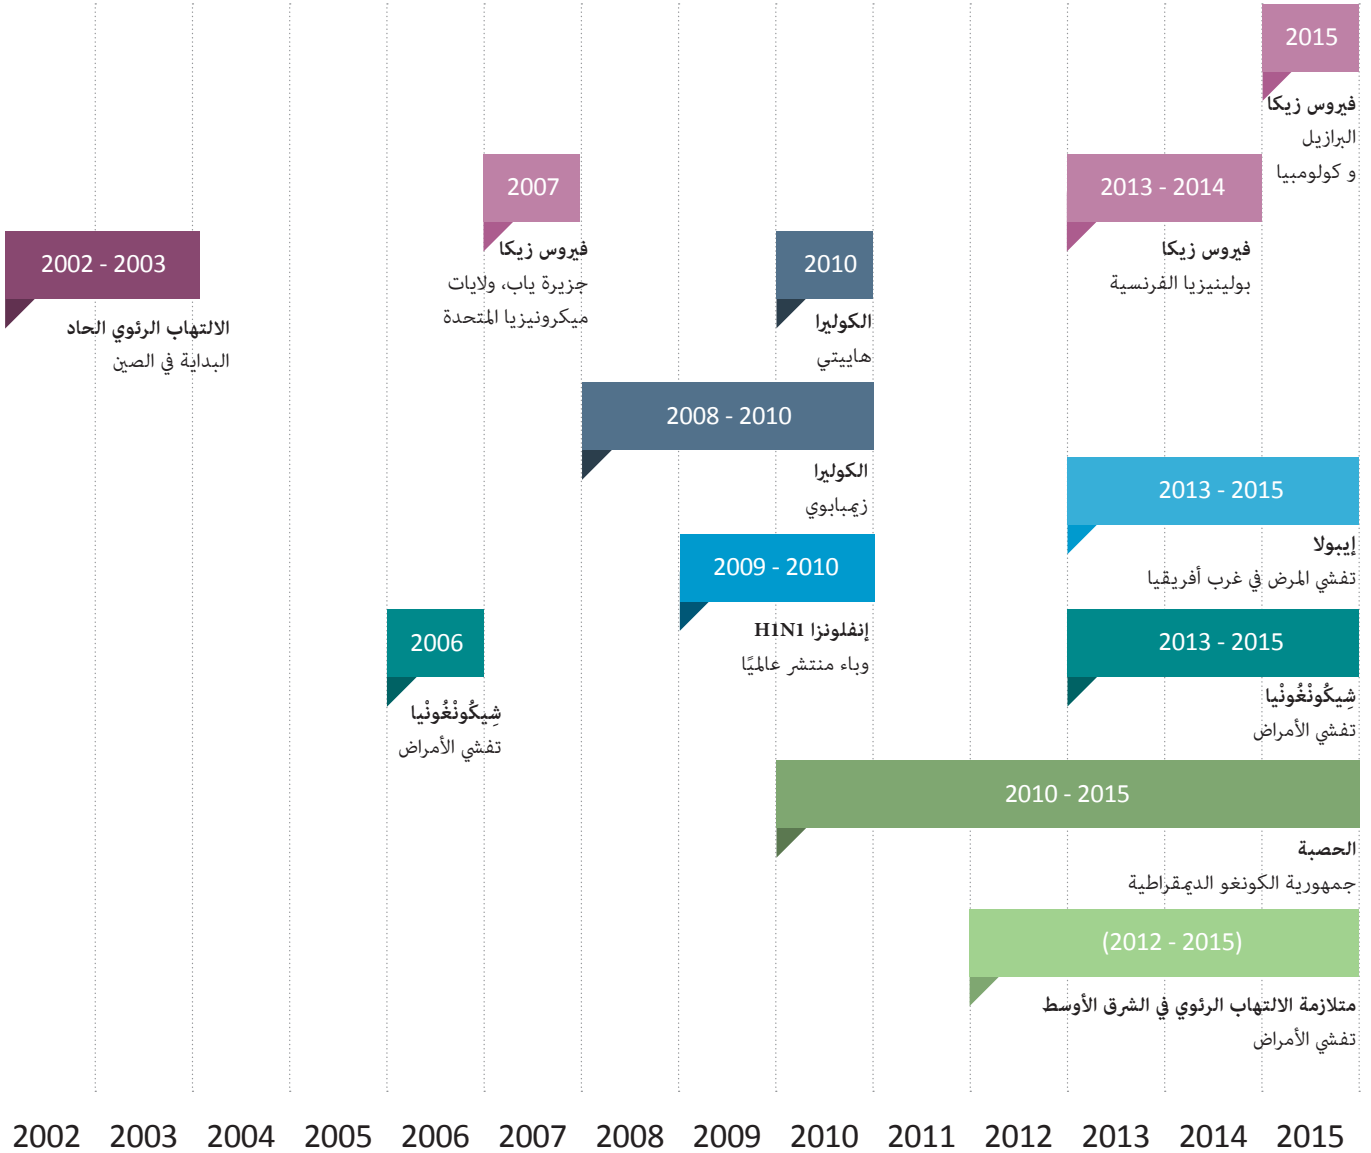 2015
فيروس زيكا
البرازيل
و كولومبيا
2007
فيروس زيكا
جزيرة ياب، ولايات
ميكرونيزيا المتحدة
2013 - 2014
فيروس زيكا
بولينيزيا الفرنسية
2002 - 2003
الالتهاب الرئوي الحاد
البداية في الصين
2010
الكوليرا
هاييتي
2008 - 2010
الكوليرا
زيمبابوي
2013 - 2015
إيبولا
تفشي المرض في غرب أفريقيا
2009 - 2010
إنفلونزا H1N1
وباء منتشر عالميًا
2006
شِيكُونْغُونْيا
تفشي الأمراض
2013 - 2015
شِيكُونْغُونْيا
تفشي الأمراض
2010 - 2015
الحصبة
جمهورية الكونغو الديمقراطية
(2012 - 2015)
متلازمة الالتهاب الرئوي في الشرق الأوسط
تفشي الأمراض
2002 2003 2004 2005 2006 2007 2008 2009 2010 2011 2012 2013 2014 2015